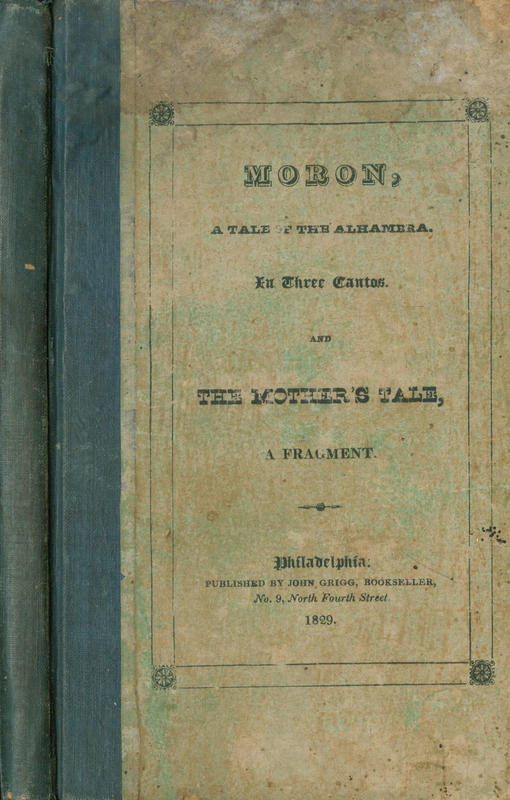 MORON,
A TALE OF THE ALHAMBRA.
In Three Cantos.
AND
THE MOTHER'S TALE,
A FRAGMENT.
Philadelphia:
PUBLISHED BY JOHN GRIGG, BOOKSELLER,
No. 9, North Fourth Street.
1829.